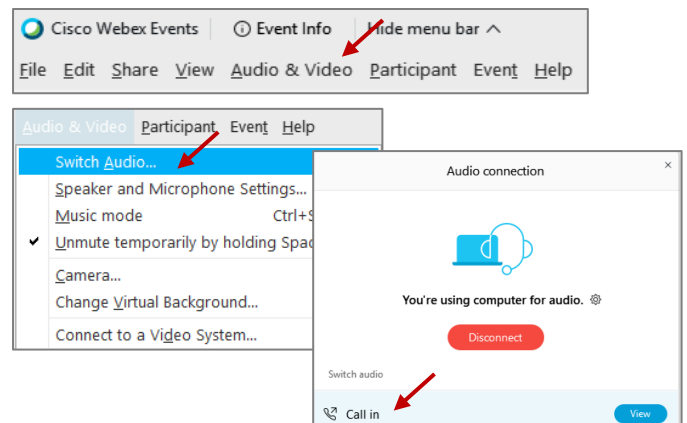 Cisco Webex Events Event Info Hide menu bar
File Edit Share View Audio & Video Participant Event Help
Audio & Video Participant Event Help
Switch Audio...
Speaker and Microphone Settings...
Music mode Ctrl+S
Unmute temporarily by holding Spac
Camera...
Change Virtual Background...
Connect to a Video System...
Audio connection
You're using computer for audio.
Disconnect
Switch audio
Call in View